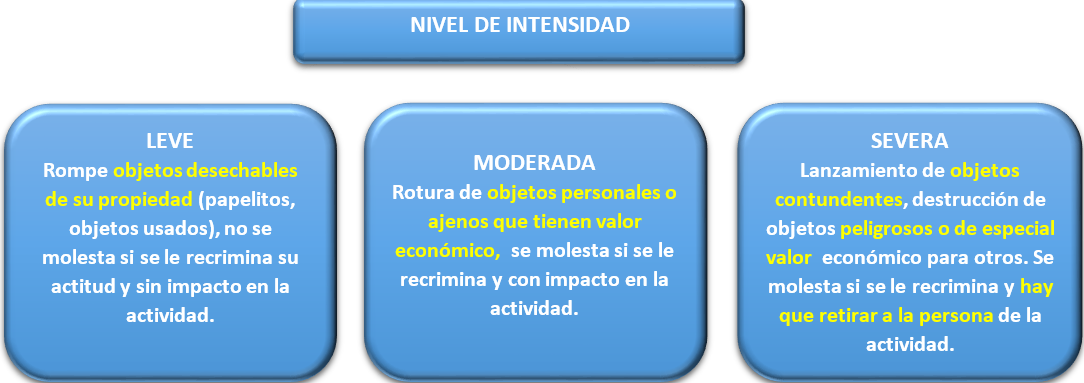 NIVEL DE INTENSIDAD
LEVE
Rompe objetos desechables
de su propiedad (papelitos,
objetos usados), no se
molesta si se le recrimina su
actitud y sin impacto en la
actividad.
MODERADA
Rotura de objetos personales o
ajenos que tienen valor
económico, se molesta si se le
recrimina y con impacto en la
actividad.
SEVERA
Lanzamiento de objetos
contundentes, destrucción de
objetos peligrosos o de especial
valor económico para otros. Se
molesta si se le recrimina y hay
que retirar a la persona de la
actividad.